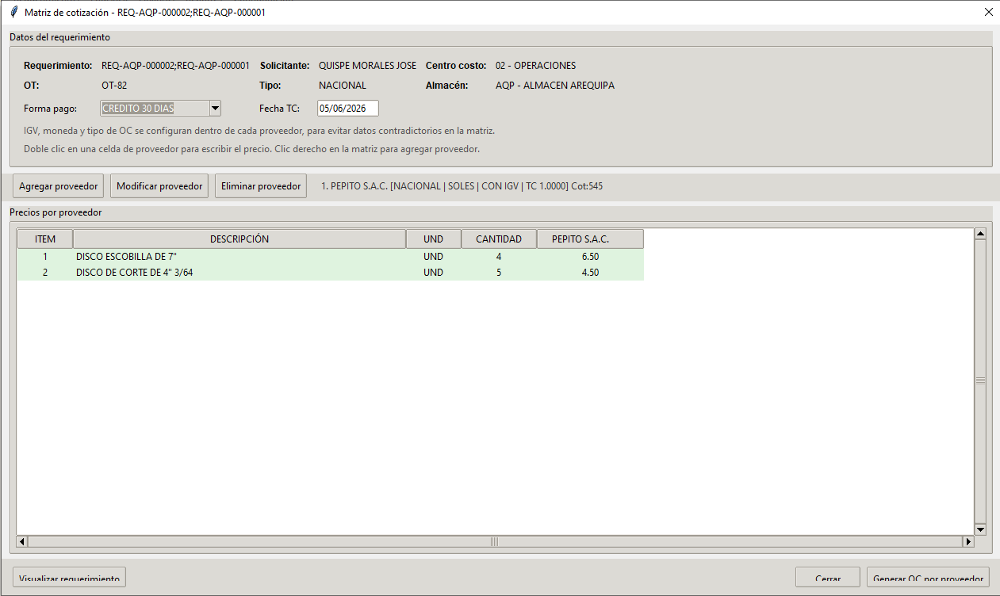 Matriz de cotización - REQ-AQP-000002;REQ-AQP-000001
Datos del requerimiento
Requerimiento: REQ-AQP-000002;REQ-AQP-000001 Solicitante: QUISPE MORALES JOSE Centro costo: 02 - OPERACIONES
OT: OT-82 Tipo: NACIONAL Almacén: AQP - ALMACEN AREQUIPA
Forma pago: CREDITO 30 DIAS Fecha TC: 05/06/2026
IGV, moneda y tipo de OC se configuran dentro de cada proveedor, para evitar datos contradictorios en la matriz.
Doble clic en una celda de proveedor para escribir el precio. Clic derecho en la matriz para agregar proveedor.
Agregar proveedor Modificar proveedor Eliminar proveedor 1. PEPITO S.A.C. [NACIONAL | SOLES | CON IGV | TC 1.0000] Cot:545
Precios por proveedor
ITEM DESCRIPCIÓN UND CANTIDAD PEPITO S.A.C.
1 DISCO ESCOBILLA DE 7" UND 4 6.50
2 DISCO DE CORTE DE 4" 3/64 UND 5 4.50
Visualizar requerimiento Cerrar Generar OC por proveedor